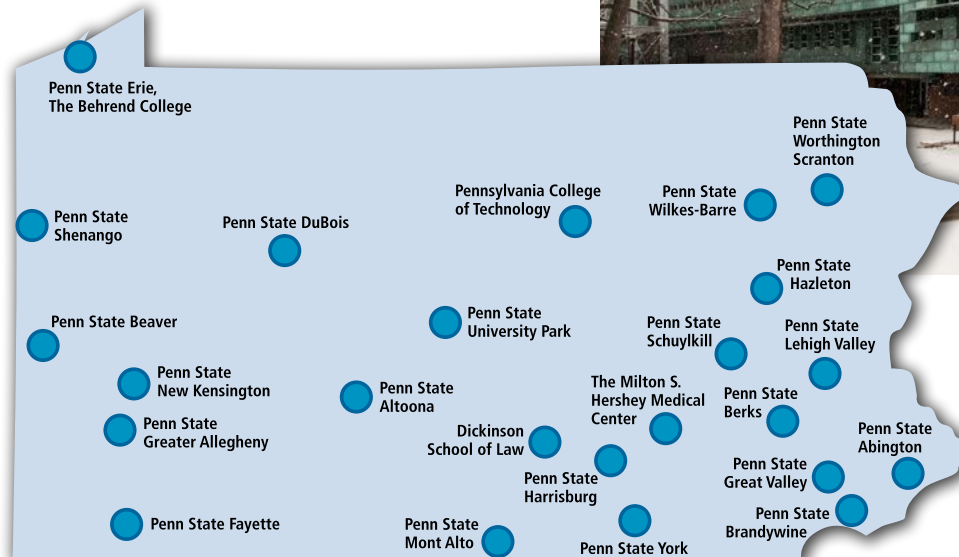 Penn State Erie,
The Behrend College
Penn State
Worthington
Scranton
Pennsylvania College
of Technology
Penn State
Wilkes-Barre
Penn State
Shenango
Penn State DuBois
Penn State
Hazleton
Penn State Beaver
Penn State
University Park
Penn State
Schuylkill
Penn State
Lehigh Valley
Penn State
New Kensington
Penn State
Altoona
The Milton S.
Hershey Medical
Center
Penn State
Berks
Penn State
Greater Allegheny
Dickinson
School of Law
Penn State
Abington
Penn State
Harrisburg
Penn State
Great Valley
Penn State Fayette
Penn State
Mont Alto
Penn State York
Penn State
Brandywine